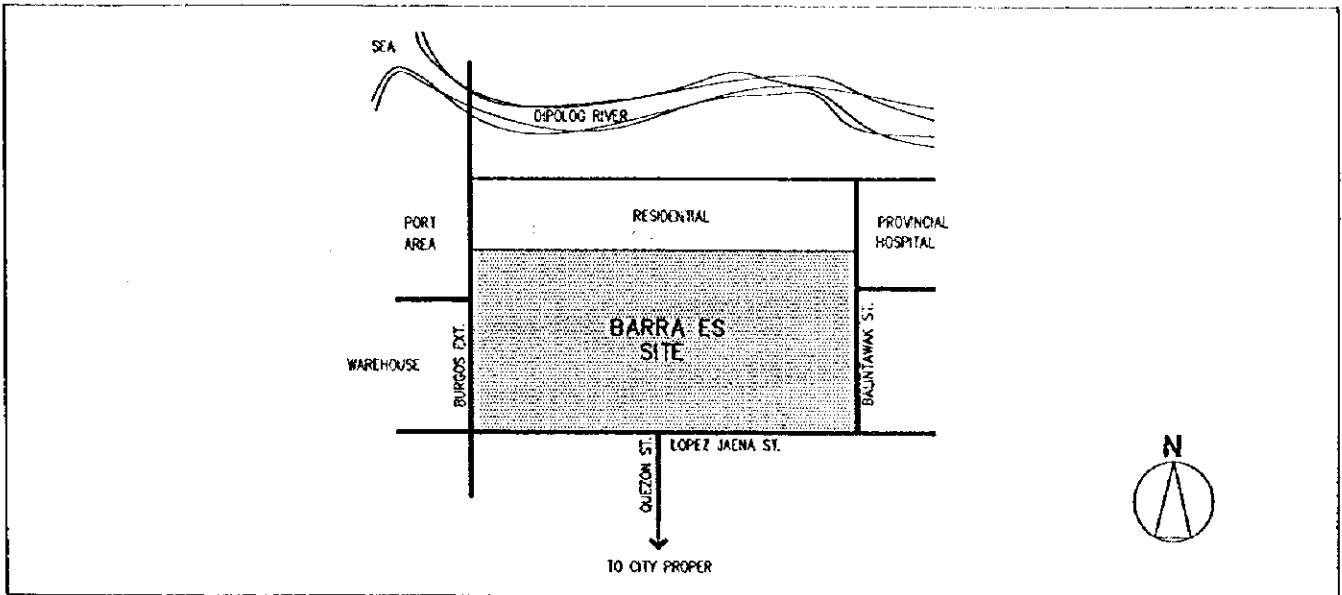 SEA
DIPOLOG RIVER
PORT
AREA
RESIDENTIAL
PROVINCIAL
HOSPITAL
BARRA ES
SITE
WAREHOUSE
BURGOS EXT.
BALINTAWAK ST.
QUEZON ST.
LOPEZ JAENA ST.
TO CITY PROPER
N